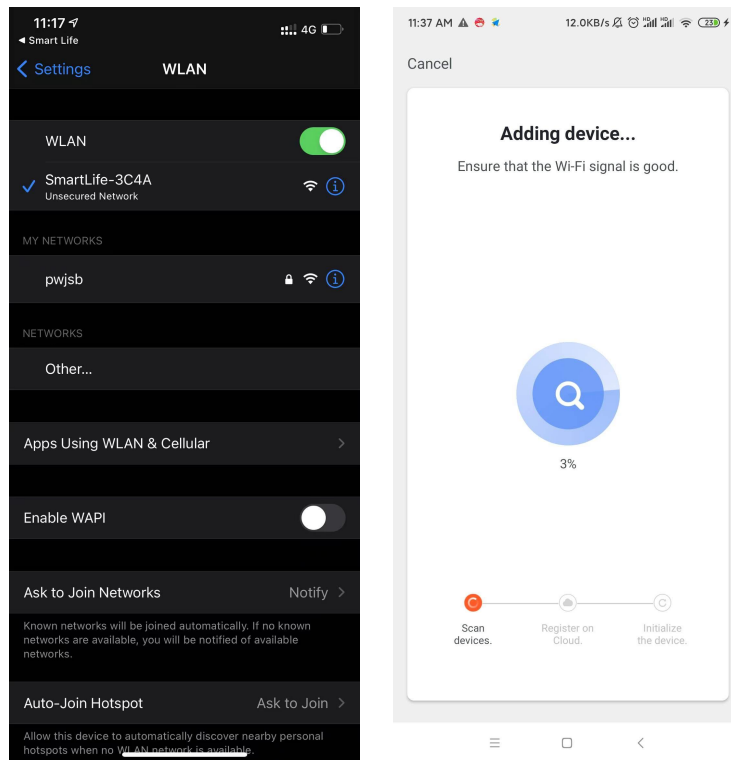 11:17
4G
Smart Life
Settings
WLAN
WLAN
SmartLife-3C4A
Unsecured Network
MY NETWORKS
pwjsb
NETWORKS
Other...
Apps Using WLAN & Cellular
Enable WAPI
Ask to Join Networks
Notify
Known networks will be joined automatically. If no known
networks are available, you will be notified of available
networks.
Auto-Join Hotspot
Ask to Join
Allow this device to automatically discover nearby personal
hotspots when no WLAN network is available.
11:37 AM
12.0KB/s
HD
HD
23
Cancel
Adding device...
Ensure that the Wi-Fi signal is good.
3%
Scan
devices.
Register on
Cloud.
Initialize
the device.